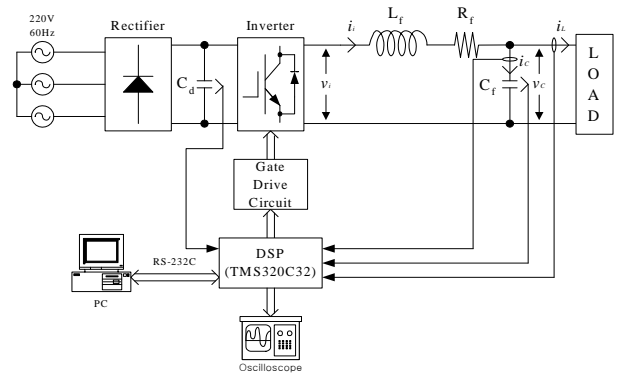 220V
60Hz
Rectifier
Inverter
i_i
L_f
R_f
i_L
C_d
v_i
i_C
C_f
v_C
L
O
A
D
Gate
Drive
Circuit
RS-232C
DSP
(TMS320C32)
PC
Oscilloscope